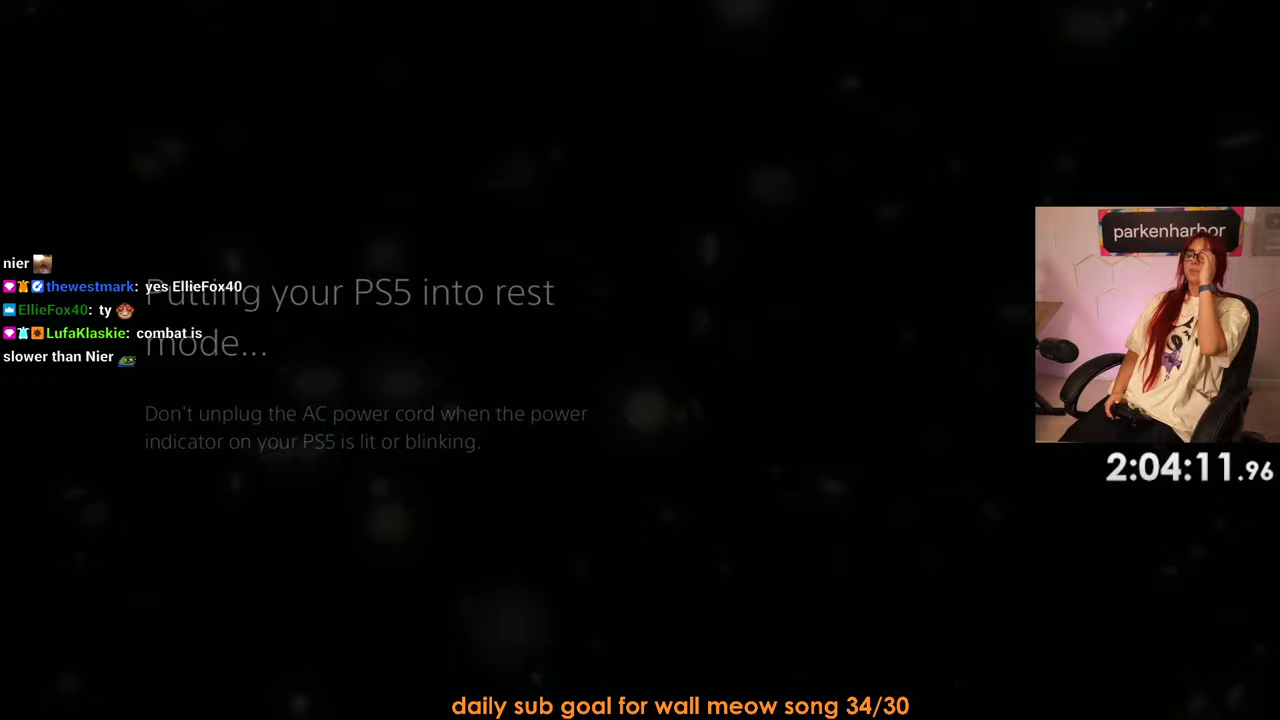 nier
thewestmark: yes EllieFox40
EllieFox40: ty
LufaKlaskie: combat is
slower than Nier
Putting your PS5 into rest
mode...
Don't unplug the AC power cord when the power
indicator on your PS5 is lit or blinking.
parkenharbor
2:04:11.96
daily sub goal for wall meow song 34/30